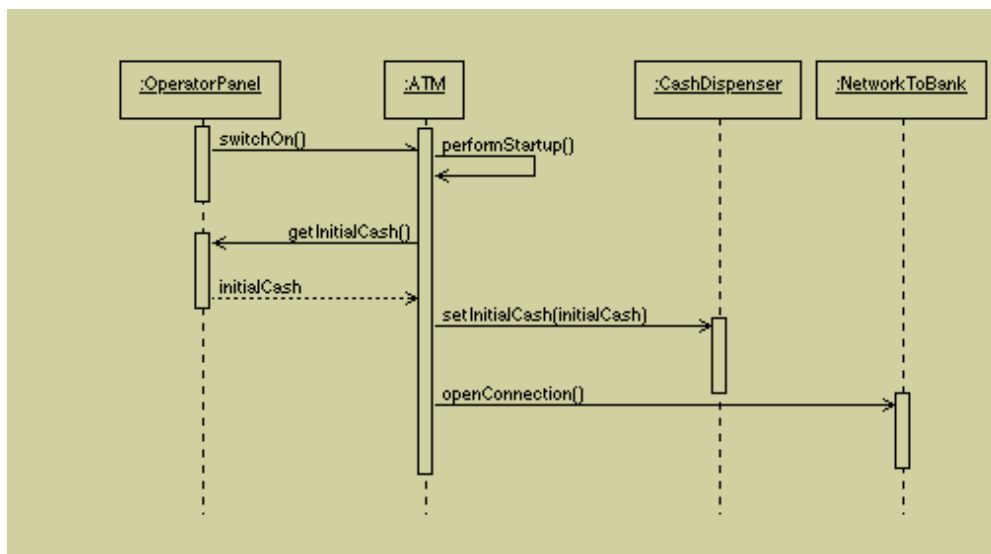 :OperatorPanel
:ATM
:CashDispenser
:NetworkToBank
switchOn()
performStartup()
getInitialCash()
initialCash
setInitialCash(initialCash)
openConnection()